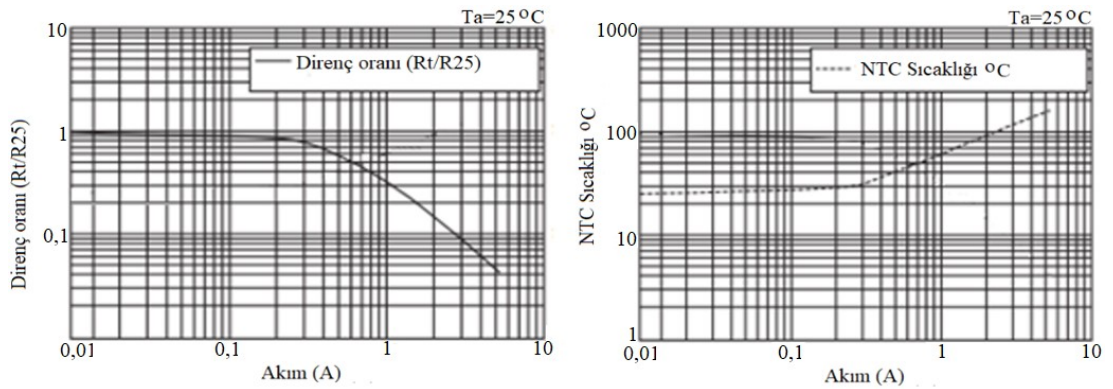 Ta=25 ºC
10
Direnç oranı (Rt/R25)
1
0,1
0,01
0,1
1
10
Akım (A)
Direnç oranı (Rt/R25)
Ta=25 ºC
1000
NTC Sıcaklığı ºC
100
10
1
0,01
0,1
1
10
Akım (A)
NTC Sıcaklığı ºC